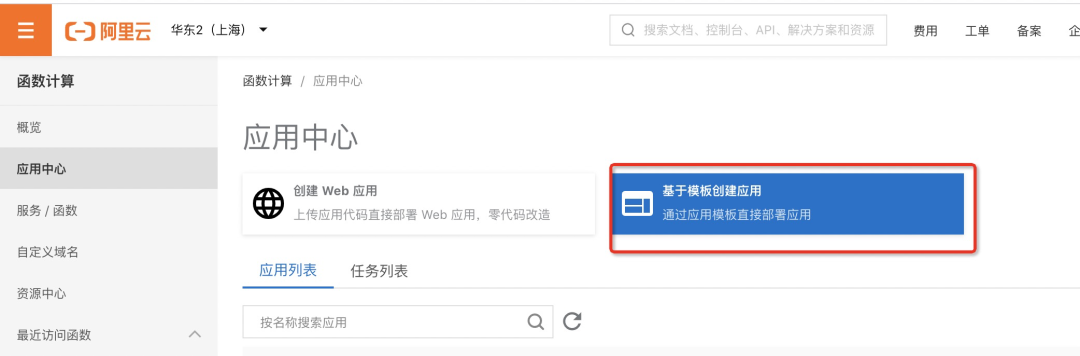 阿里云 华东2（上海） 搜索文档、控制台、API、解决方案和资源 费用 工单 备案 企
函数计算
概览
应用中心
服务 / 函数
自定义域名
资源中心
最近访问函数
函数计算 / 应用中心
应用中心
创建 Web 应用
上传应用代码直接部署 Web 应用，零代码改造
基于模板创建应用
通过应用模板直接部署应用
应用列表 任务列表
按名称搜索应用